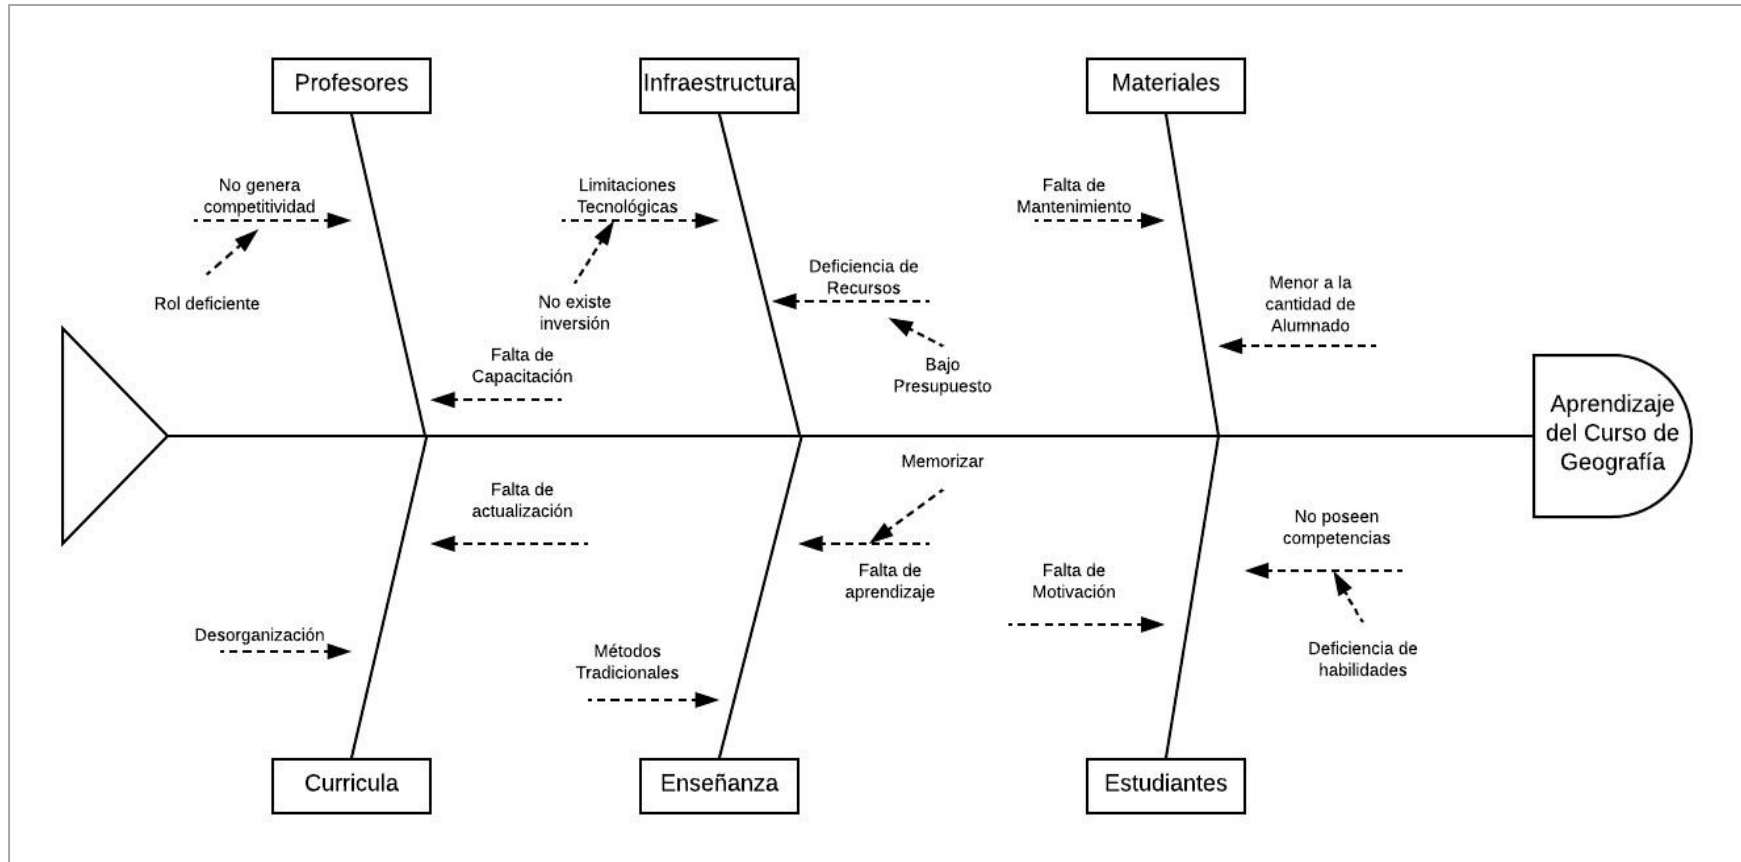 Profesores
Infraestructura
Materiales
No genera
competitividad
Rol deficiente
Falta de
Capacitación
Limitaciones
Tecnológicas
No existe
inversión
Deficiencia de
Recursos
Bajo
Presupuesto
Falta de
Mantenimiento
Menor a la
cantidad de
Alumnado
Aprendizaje
del Curso de
Geografía
Falta de
actualización
Desorganización
Memorizar
Falta de
aprendizaje
Métodos
Tradicionales
Falta de
Motivación
No poseen
competencias
Deficiencia de
habilidades
Curricula
Enseñanza
Estudiantes